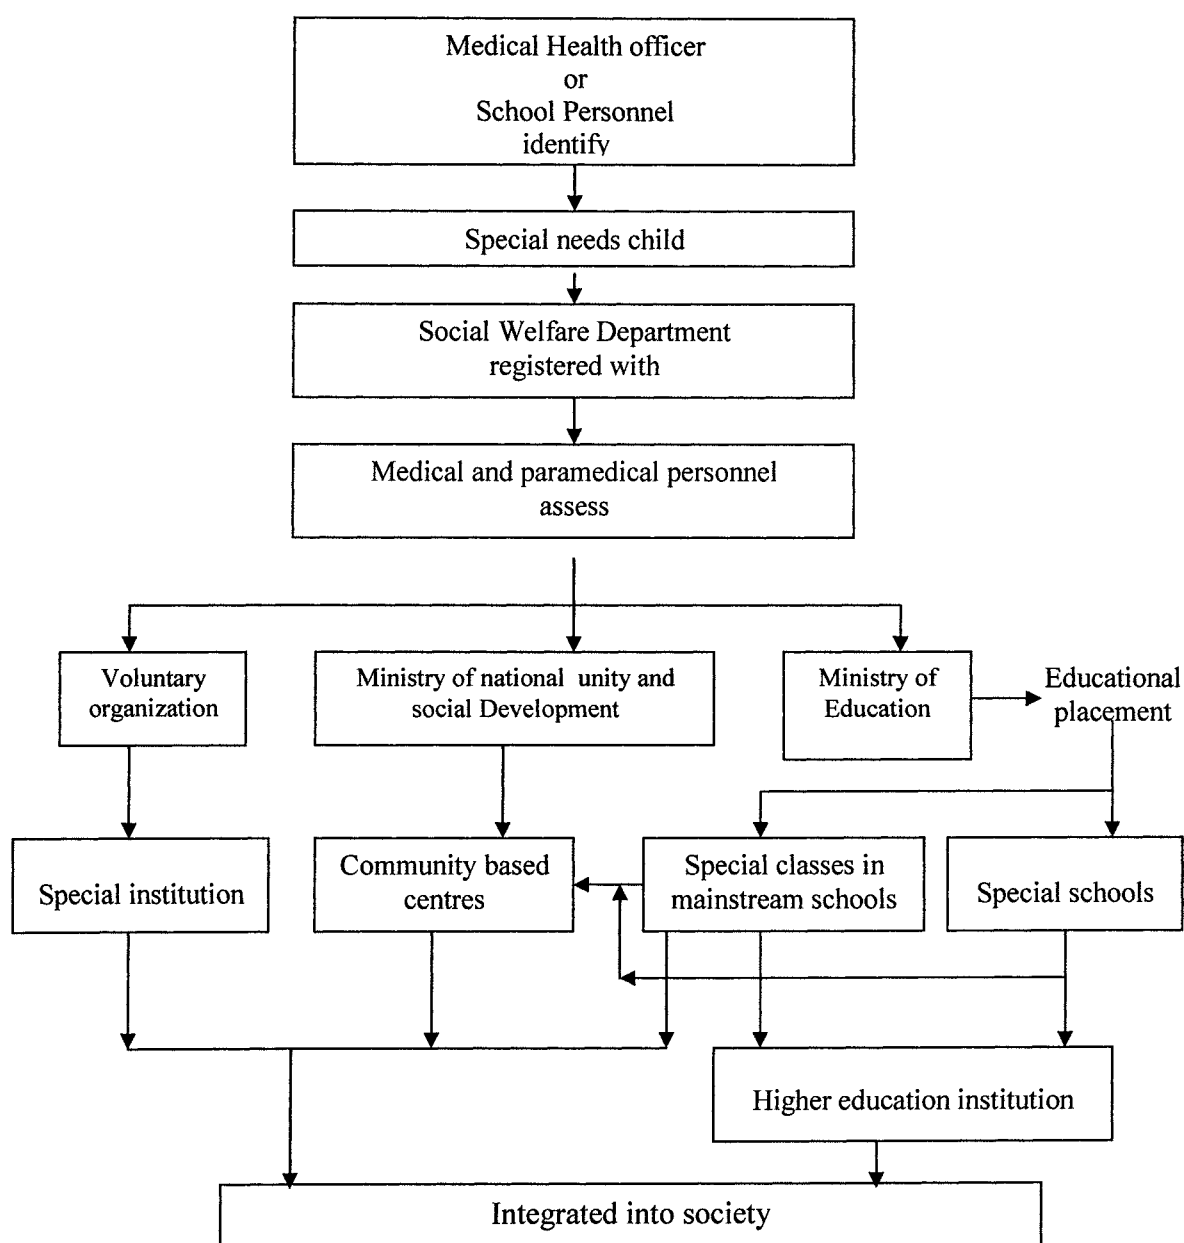 Medical Health officer
or
School Personnel
identify
Special needs child
Social Welfare Department
registered with
Medical and paramedical personnel
assess
Voluntary
organization
Ministry of national unity and
social Development
Ministry of
Education
Educational
placement
Special institution
Community based
centres
Special classes in
mainstream schools
Special schools
Higher education institution
Integrated into society